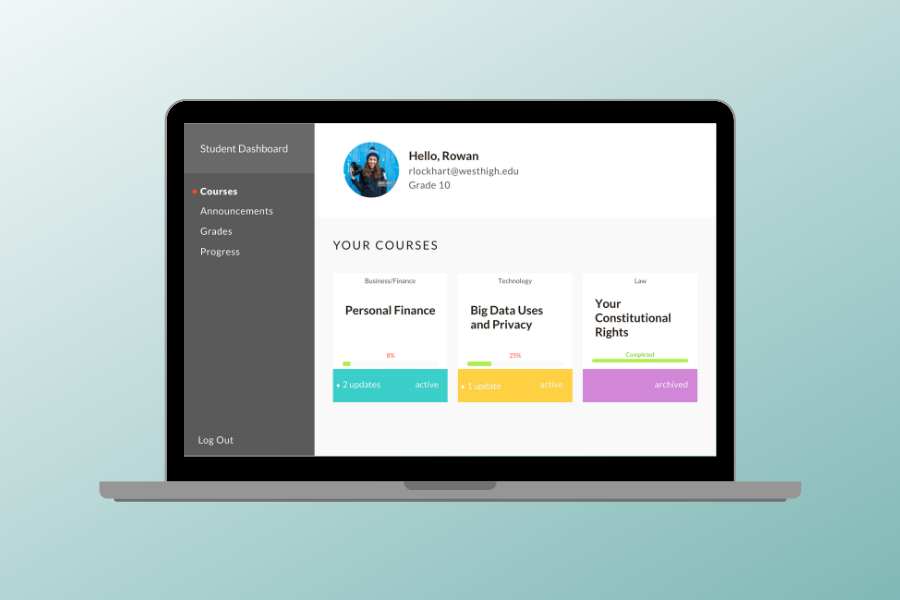 Student Dashboard
Courses
Announcements
Grades
Progress
Log Out
Hello, Rowan
rlockhart@westhigh.edu
Grade 10
YOUR COURSES
Business/Finance
Personal Finance
8%
• 2 updates active
Technology
Big Data Uses
and Privacy
25%
• 1 update active
Law
Your
Constitutional
Rights
Completed
archived